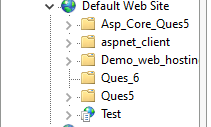 Default Web Site
Asp_Core_Ques5
aspnet_client
Demo_web_hostin
Ques_6
Ques5
Test